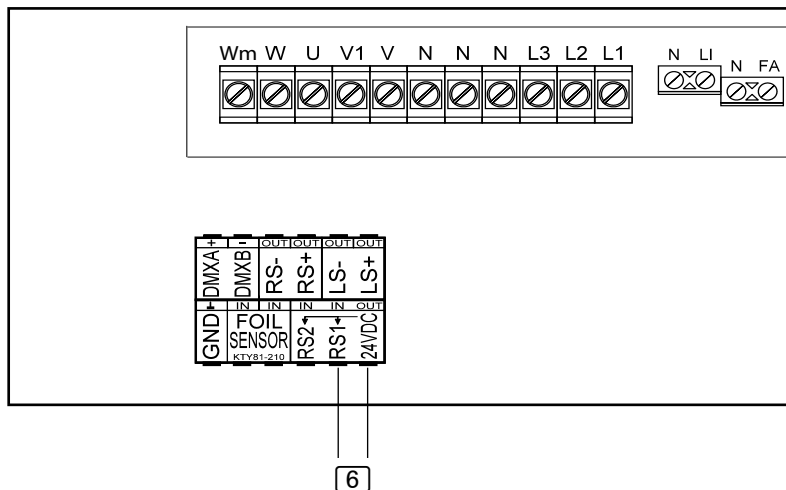 Wm W U V1 V N N N L3 L2 L1
N LI
N FA
+ - OUT OUT OUT OUT
DMXA DMXB RS- RS+ LS- LS+
⊥ IN IN IN IN OUT
GND FOIL SENSOR RS2 RS1 24VDC
KTY81-210
6